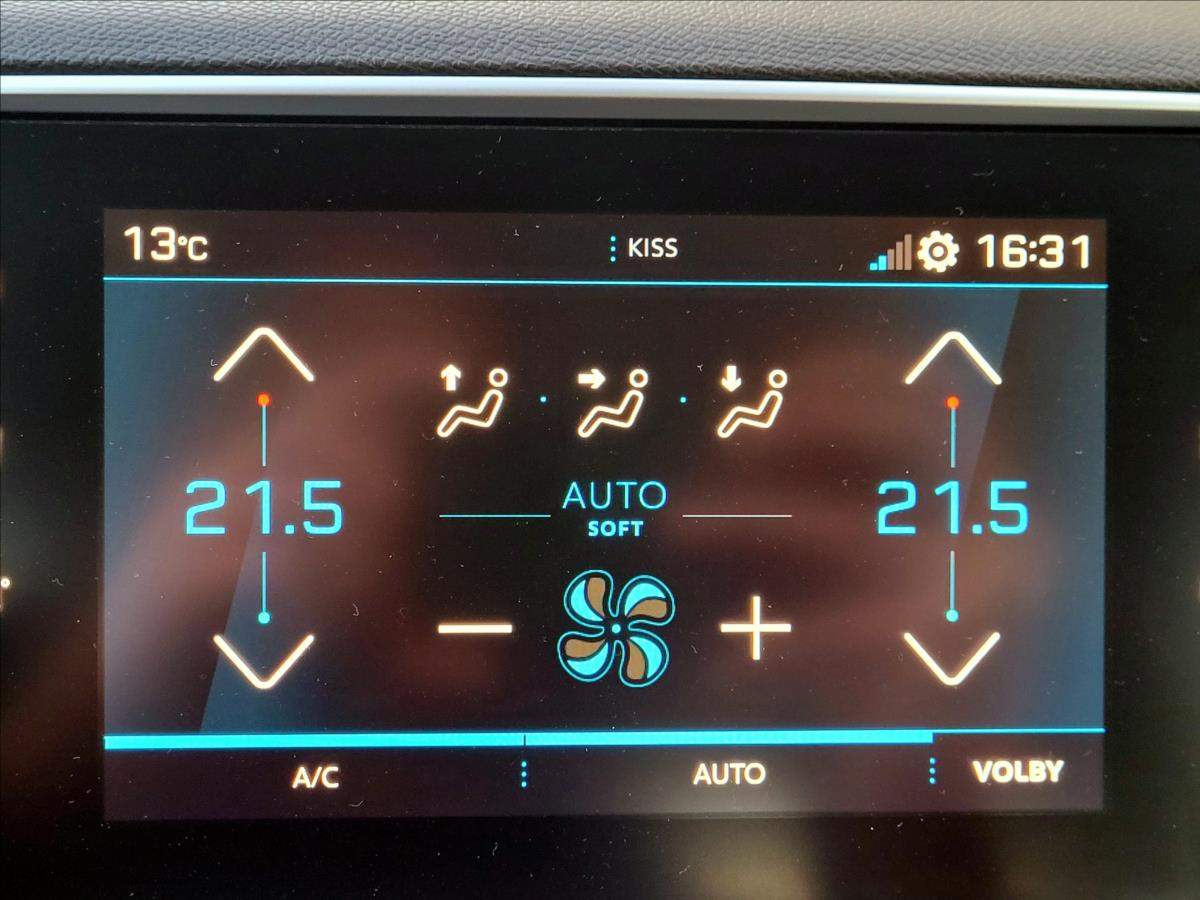 13°C KISS 16:31
21.5 AUTO 21.5
SOFT
A/C AUTO VOLBY